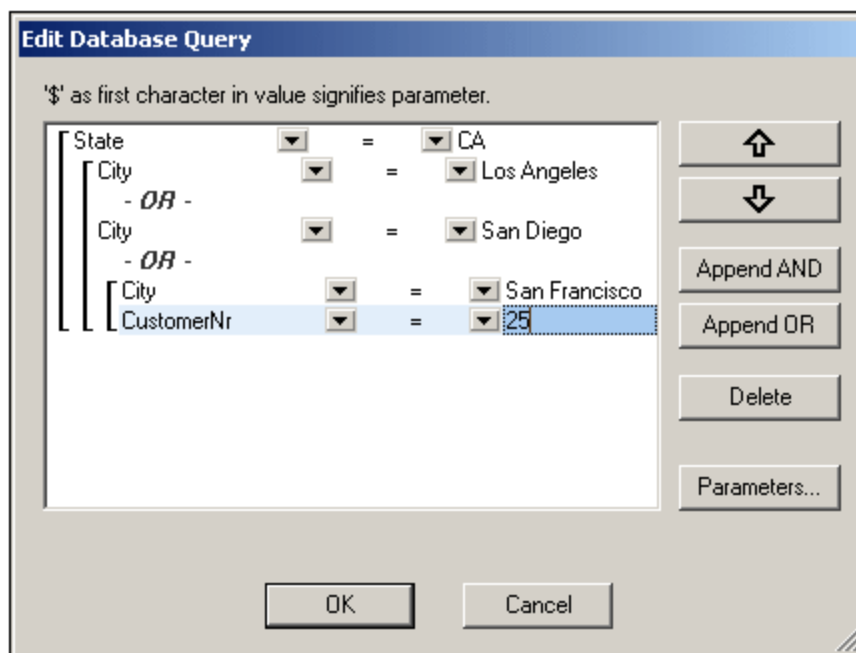 Edit Database Query
'$' as first character in value signifies parameter.
State = CA
City = Los Angeles
- OR -
City = San Diego
- OR -
City = San Francisco
CustomerNr = 25
Append AND
Append OR
Delete
Parameters...
OK Cancel